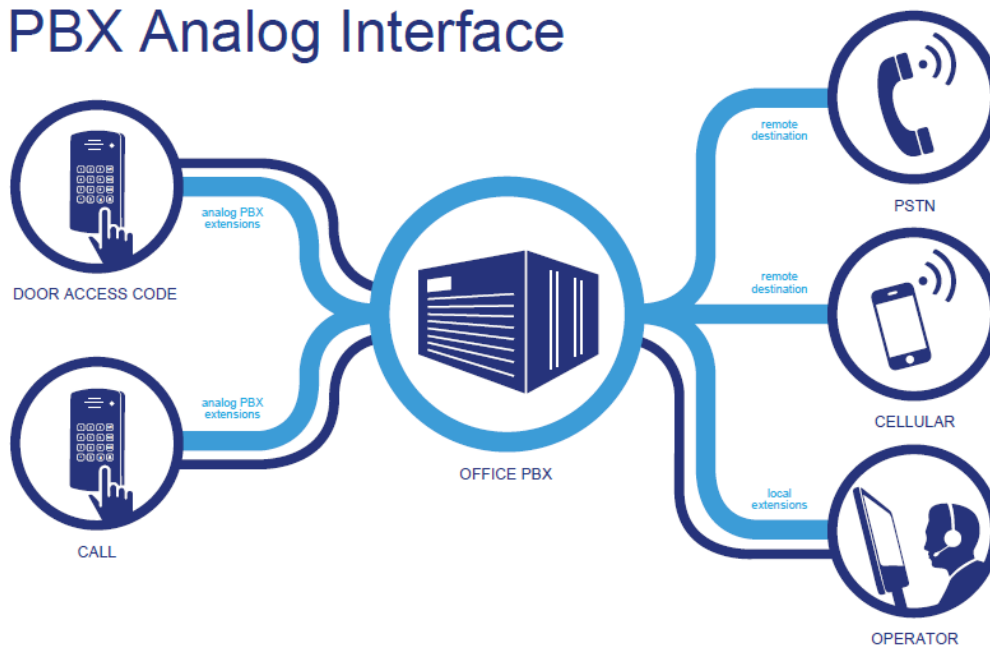 PBX Analog Interface
remote
destination
PSTN
analog PBX
extensions
DOOR ACCESS CODE
remote
destination
CELLULAR
analog PBX
extensions
OFFICE PBX
local
extensions
CALL
OPERATOR